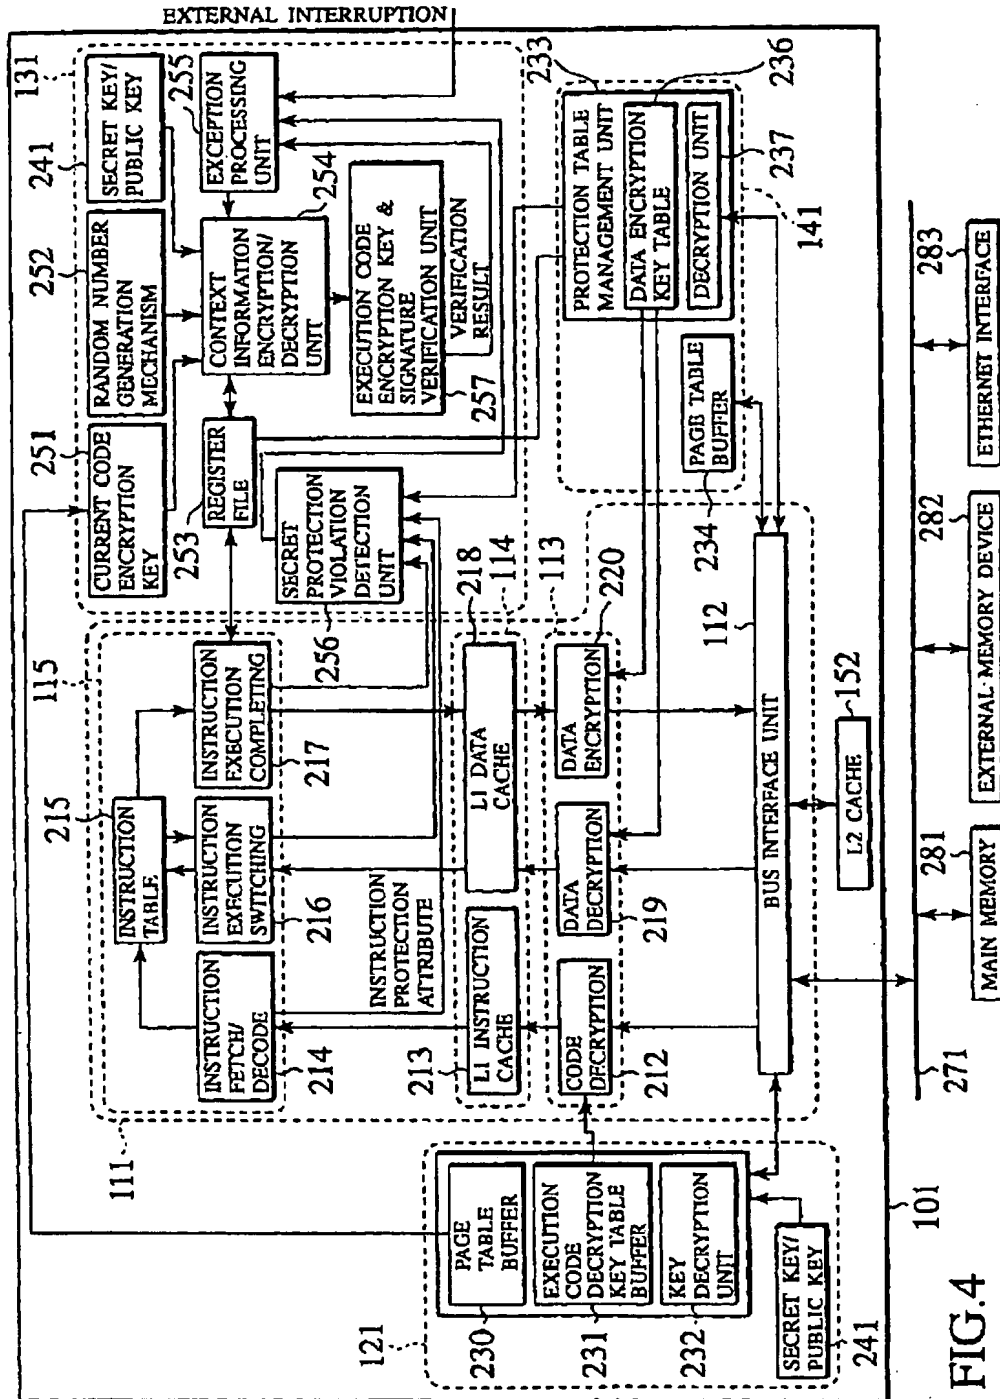 EXTERNAL INTERRUPTION
131
241
SECRET KEY/
PUBLIC KEY
255
EXCEPTION
PROCESSING
UNIT
252
RANDOM NUMBER
GENERATION
MECHANISM
254
CONTEXT
INFORMATION
ENCRYPTION/
DECRYPTION
UNIT
EXECUTION CODE
ENCRYPTION KEY &
SIGNATURE
VERIFICATION UNIT
257
VERIFICATION
RESULT
251
CURRENT CODE
ENCRYPTION
KEY
253
REGISTER
FILE
SECRET
PROTECTION
VIOLATION
DETECTION
UNIT
256
233
236
PROTECTION TABLE
MANAGEMENT UNIT
DATA ENCRYPTION
KEY TABLE
DECRYPTION UNIT
237
141
PAGE TABLE
BUFFER
234
115
215
INSTRUCTION
TABLE
INSTRUCTION
EXECUTION
COMPLETING
217
INSTRUCTION
EXECUTION
SWITCHING
216
INSTRUCTION
FETCH/
DECODE
214
INSTRUCTION
PROTECTION
ATTRIBUTE
111
218
114
L1 DATA
CACHE
L1 INSTRUCTION
CACHE
213
113
220
DATA
ENCRYPTION
DATA
DECRYPTION
219
CODE
DECRYPTION
212
112
BUS INTERFACE UNIT
152
L2 CACHE
121
PAGE
TABLE
BUFFER
230
EXECUTION
CODE
DECRYPTION
KEY TABLE
BUFFER
231
KEY
DECRYPTION
UNIT
232
SECRET KEY/
PUBLIC KEY
241
101
271
281
MAIN MEMORY
282
EXTERNAL MEMORY DEVICE
283
ETHERNET INTERFACE
FIG.4